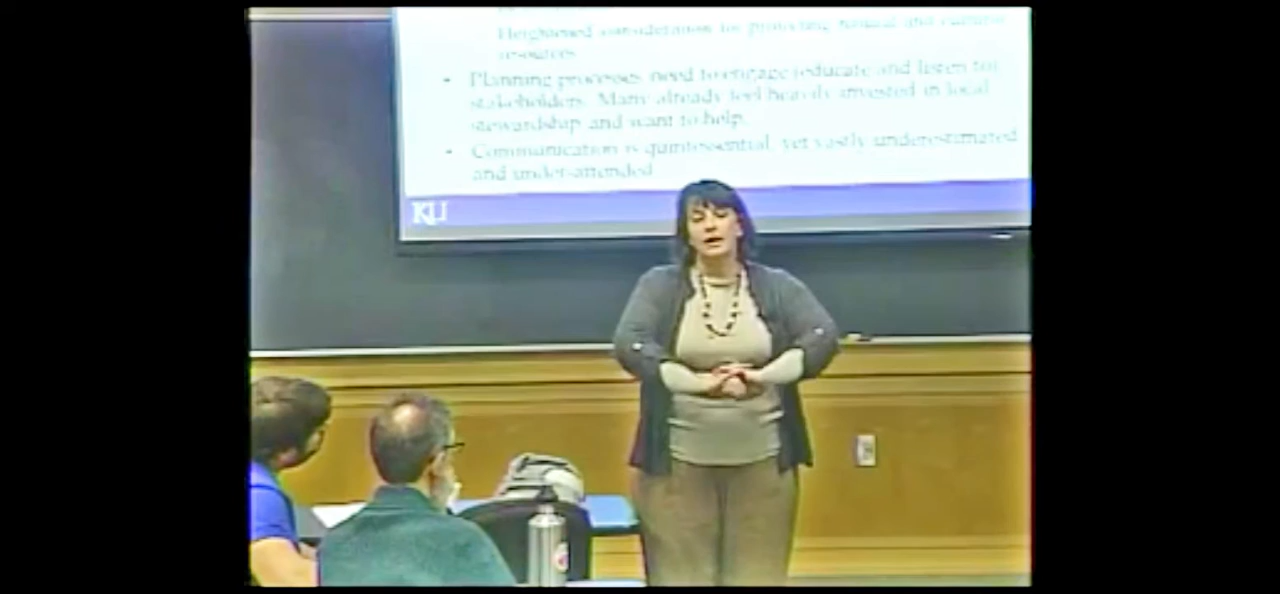 Heightened consideration for protecting natural and cultural
resources
• Planning processes need to engage (educate and listen to)
stakeholders. Many already feel heavily invested in local
stewardship and want to help.
• Communication is quintessential, yet vastly underestimated
and under-attended
KU